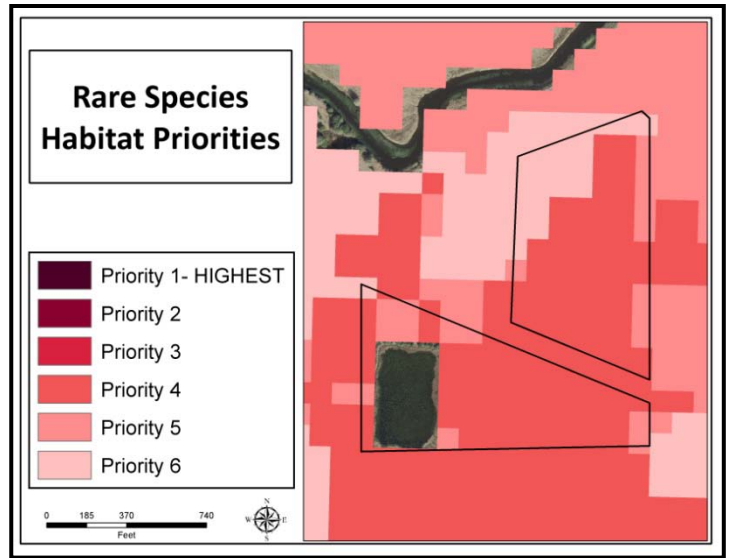 Rare Species
Habitat Priorities
Priority 1- HIGHEST
Priority 2
Priority 3
Priority 4
Priority 5
Priority 6
0 185 370 740
Feet
N
W E
S